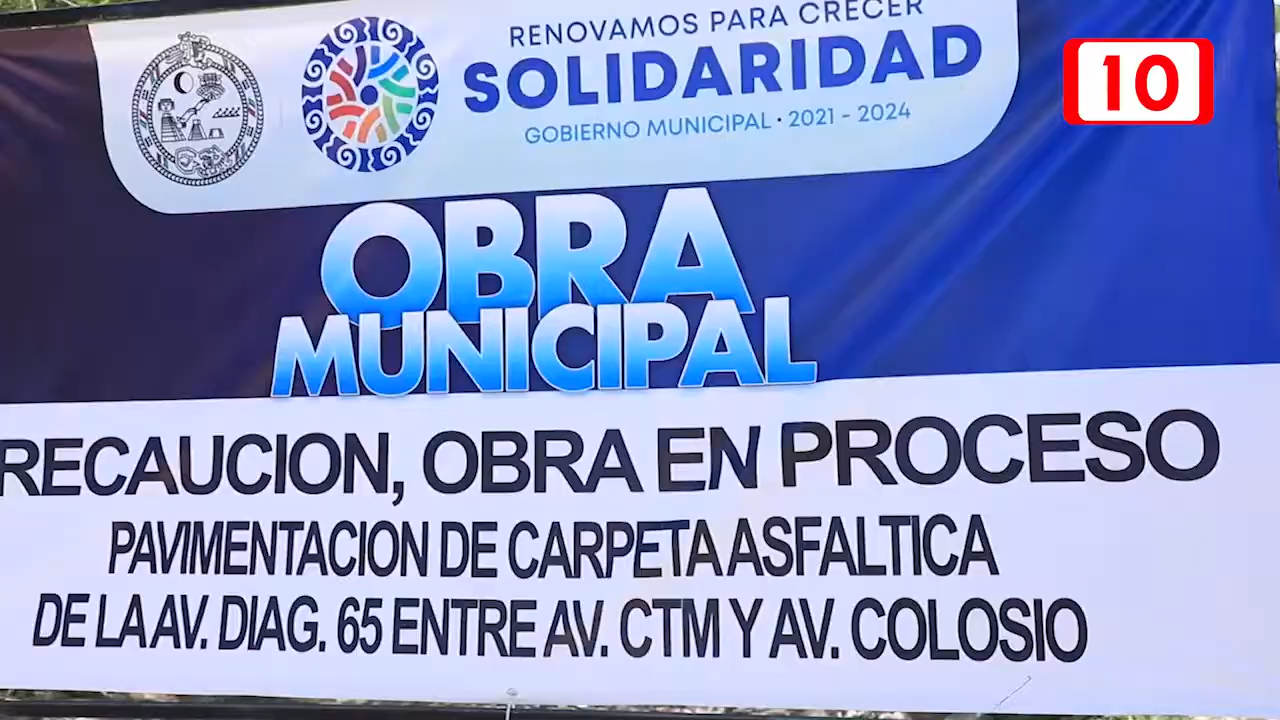 RENOVAMOS PARA CRECER
SOLIDARIDAD
GOBIERNO MUNICIPAL · 2021 - 2024
10
OBRA
MUNICIPAL
RECAUCION, OBRA EN PROCESO
PAVIMENTACION DE CARPETA ASFALTICA
DE LA AV. DIAG. 65 ENTRE AV. CTM Y AV. COLOSIO